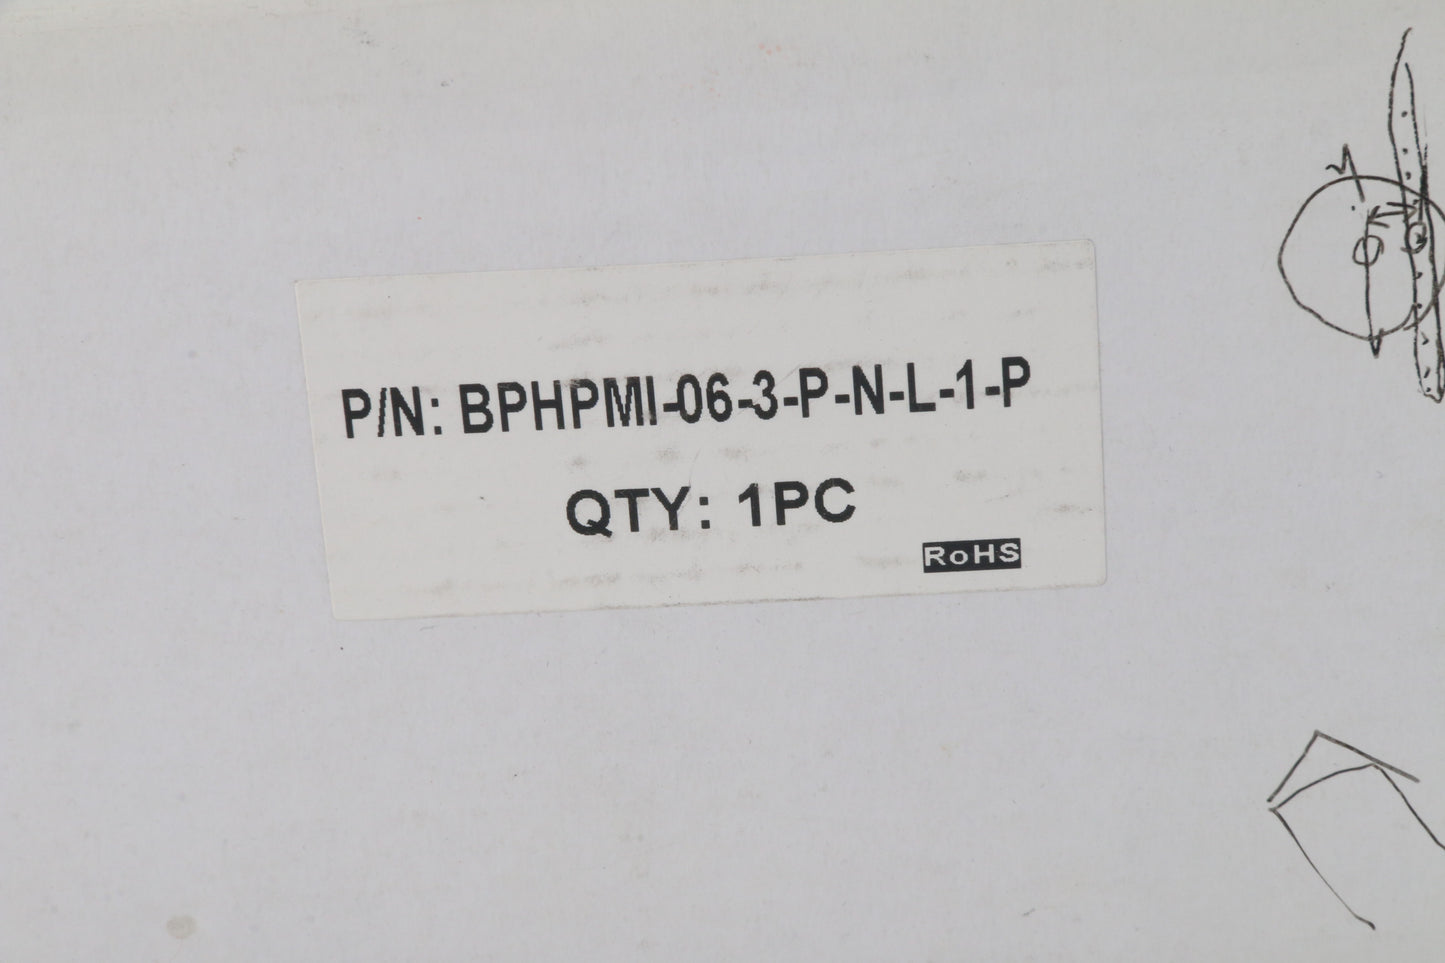 P/N: BPHPMI-06-3-P-N-L-1-P
QTY: 1PC
RoHS